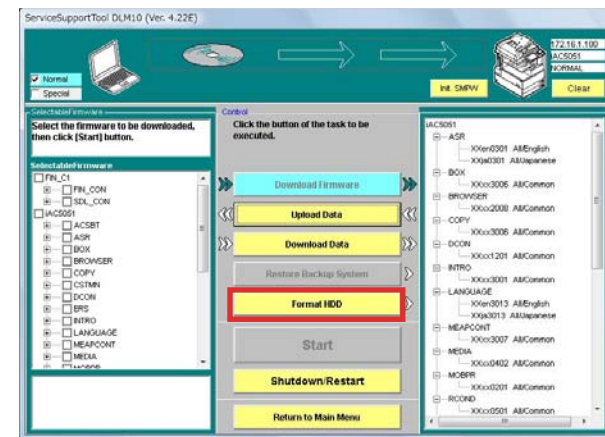 ServiceSupportTool DLM10 (Ver. 4.22E)
172.16.1.100
iAC5051
NORMAL
Normal
Special
Init. SMPW
Clear
SelectableFirmware
Select the firmware to be downloaded,
then click [Start] button.
SelectableFirmware
FIN_C1
FIN_CON
SDL_CON
iAC5051
ACSBT
ASR
BOX
BROWSER
COPY
CSTMN
DCON
ERS
INTRO
LANGUAGE
MEAPCONT
MEDIA
MOBPR
Control
Click the button of the task to be
executed.
Download Firmware
Upload Data
Download Data
Restore Backup System
Format HDD
Start
Shutdown/Restart
Return to Main Menu
iAC5051
ASR
XXen0301 All/English
XXja0301 All/Japanese
BOX
XXxx3006 All/Common
BROWSER
XXxx2008 All/Common
COPY
XXxx3006 All/Common
DCON
XXxx1201 All/Common
INTRO
XXxx3001 All/Common
LANGUAGE
XXen3013 All/English
XXja3013 All/Japanese
MEAPCONT
XXxx3007 All/Common
MEDIA
XXxx0402 All/Common
MOBPR
XXxx0201 All/Common
RCOND
XXxx0501 All/Common